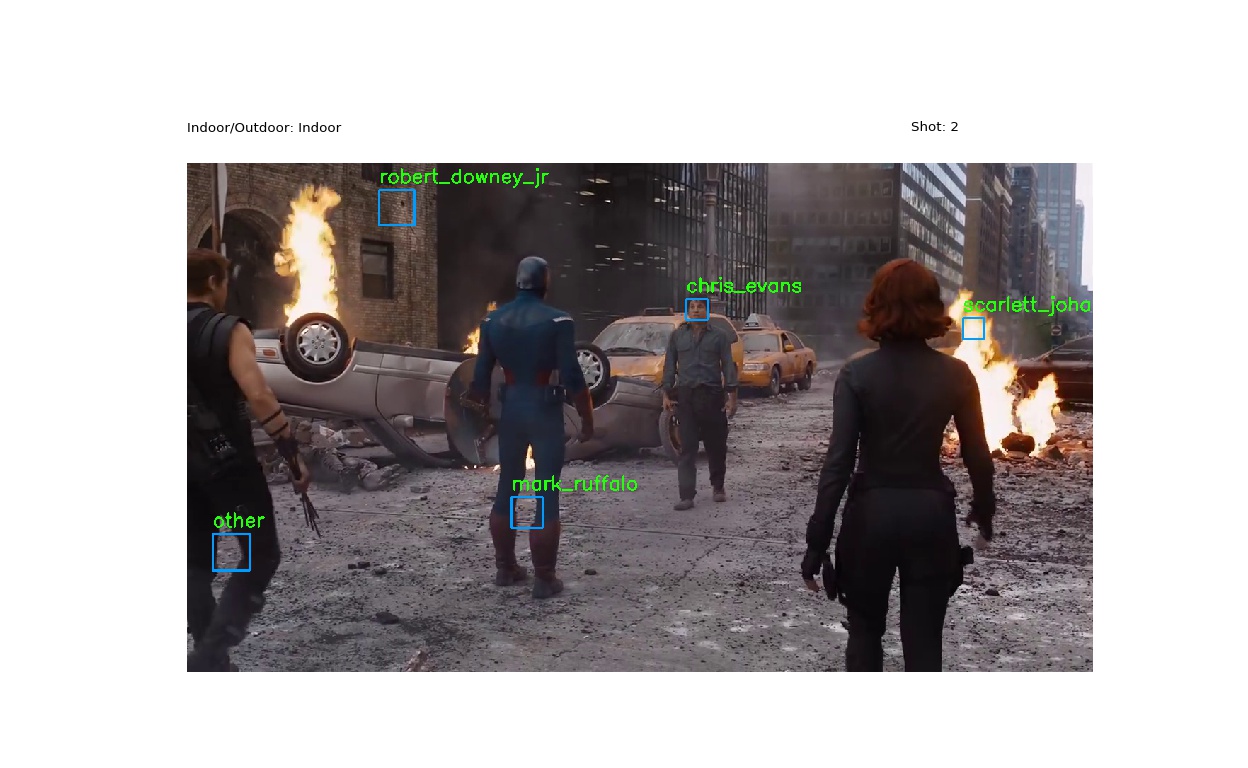 Indoor/Outdoor: Indoor
Shot: 2
robert_downey_jr
chris_evans
scarlett_joha
mark_ruffalo
other